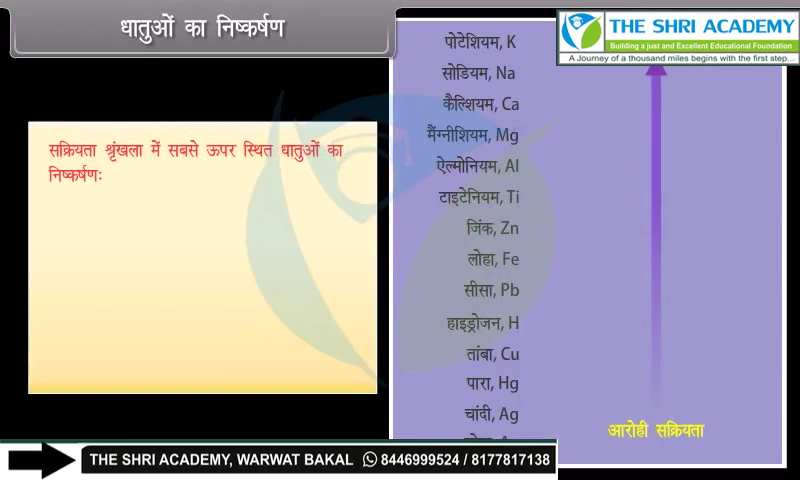 धातुओं का निष्कर्षण
THE SHRI ACADEMY
Building a just and Excellent Educational Foundation
A Journey of a thousand miles begins with the first step...
सक्रियता श्रृंखला में सबसे ऊपर स्थित धातुओं का
निष्कर्षणः
पोटेशियम, K
सोडियम, Na
कैल्शियम, Ca
मैंग्नीशियम, Mg
ऐल्मोनियम, Al
टाइटेनियम, Ti
जिंक, Zn
लोहा, Fe
सीसा, Pb
हाइड्रोजन, H
तांबा, Cu
पारा, Hg
चांदी, Ag
आरोही सक्रियता
THE SHRI ACADEMY, WARWAT BAKAL 8446999524 / 8177817138